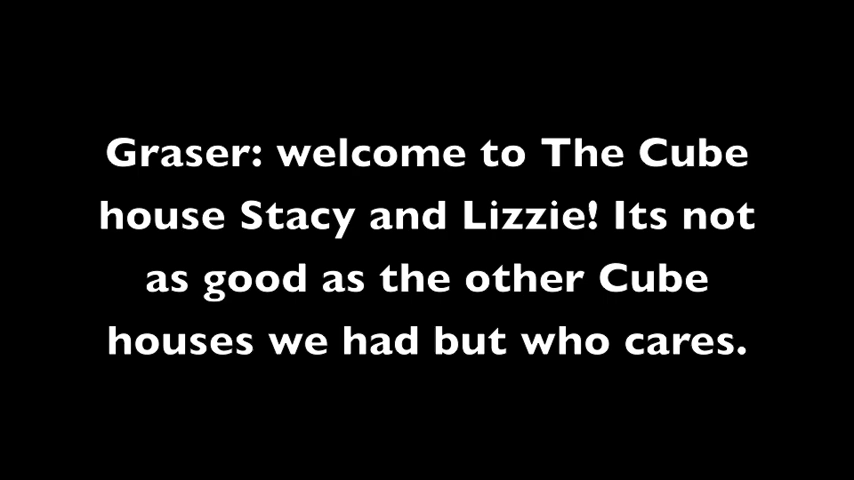 Graser: welcome to The Cube
house Stacy and Lizzie! Its not
as good as the other Cube
houses we had but who cares.